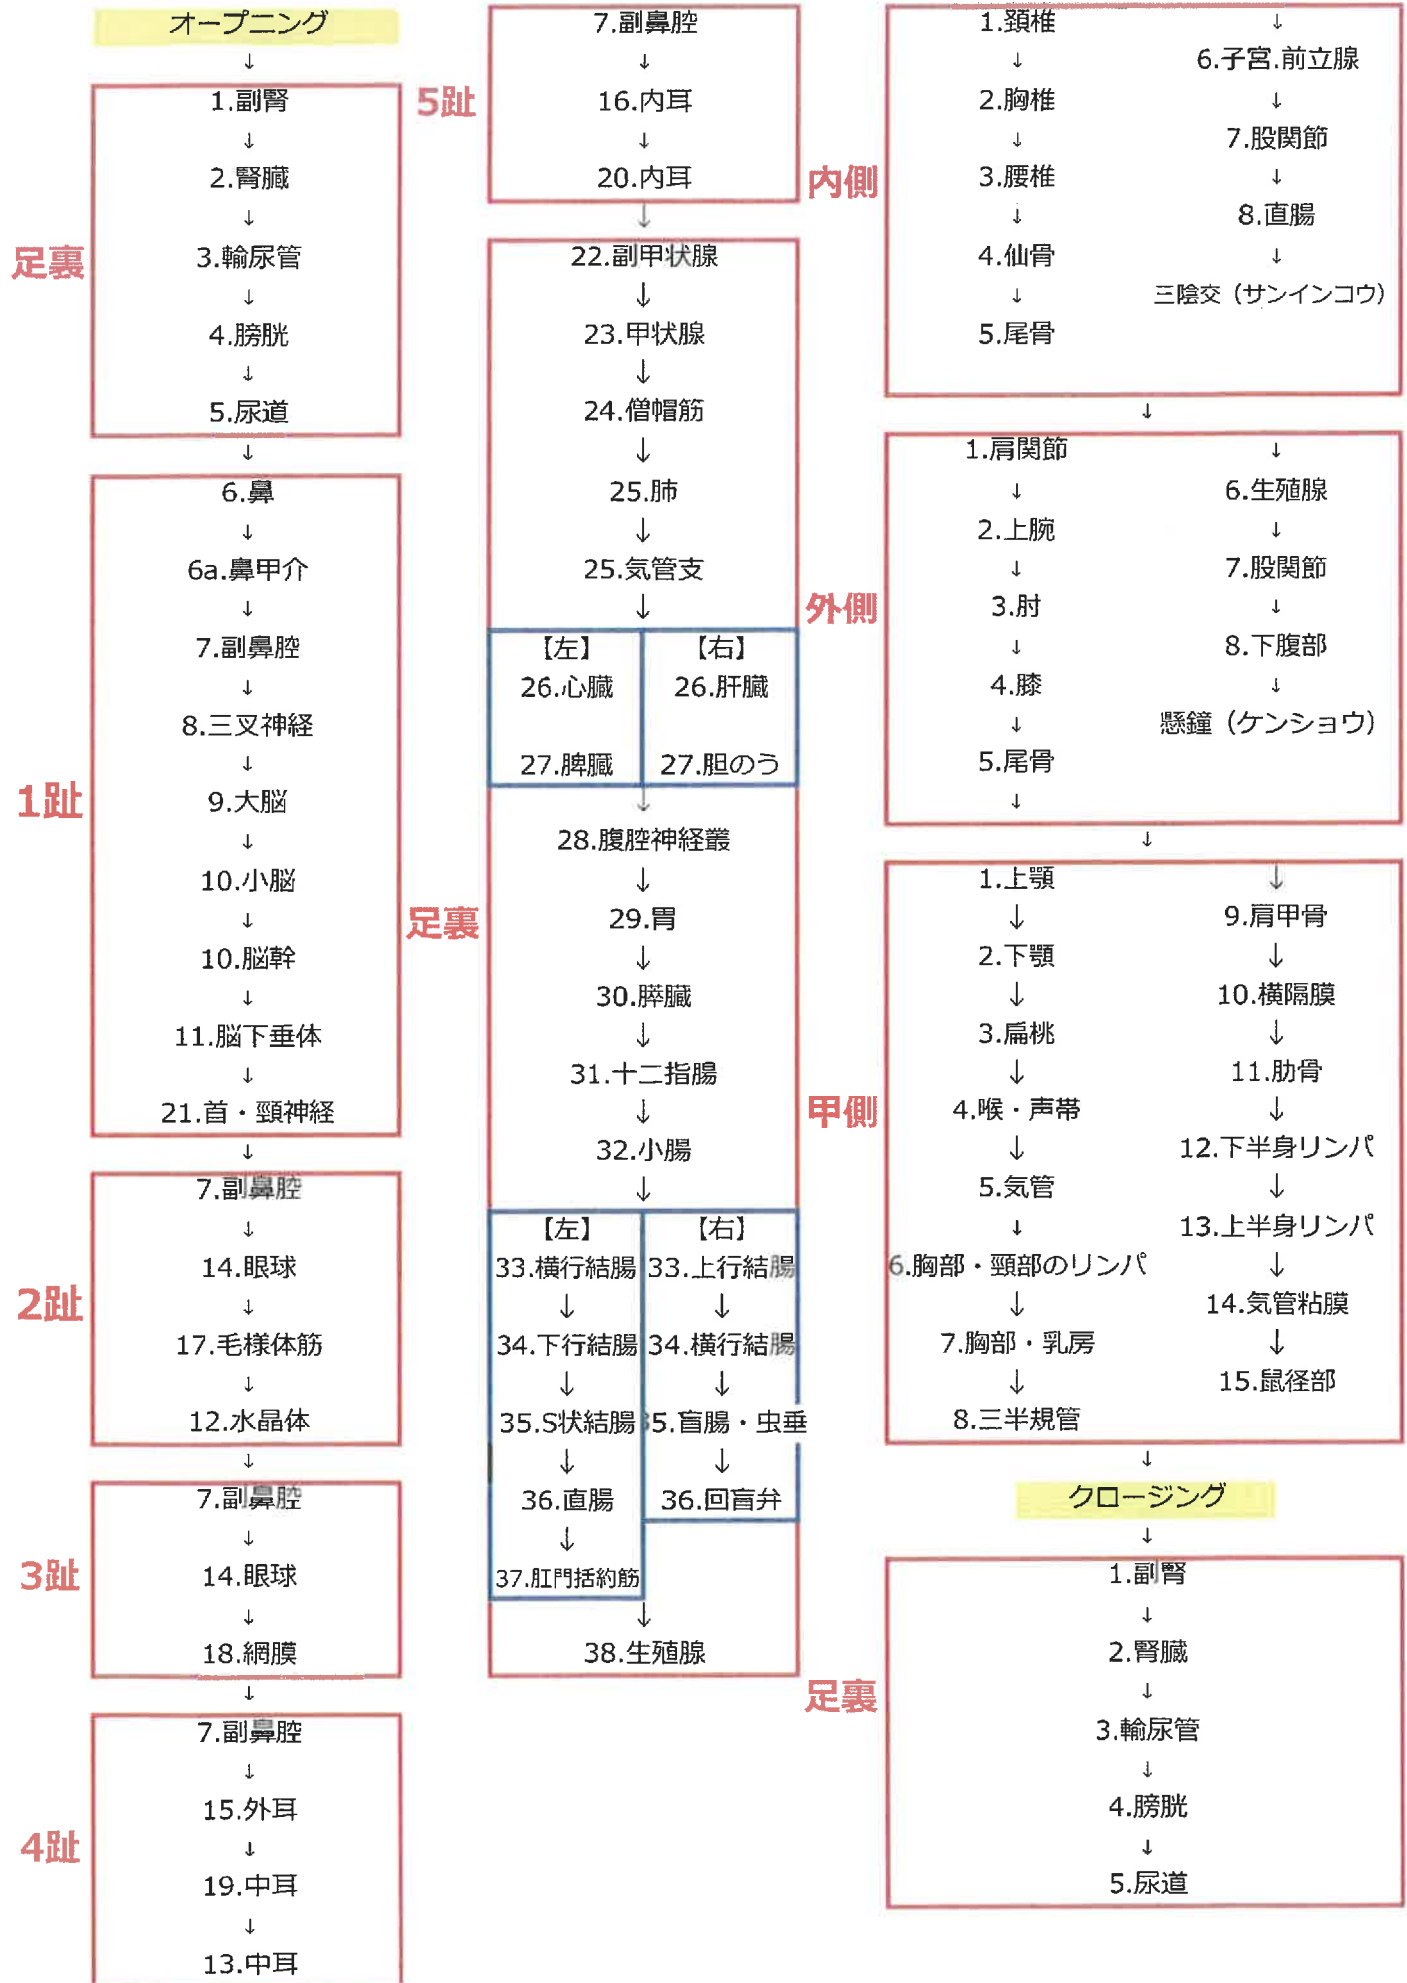 オープニング
↓
足裏
1.副腎
↓
2.腎臓
↓
3.輸尿管
↓
4.膀胱
↓
5.尿道
↓
1趾
6.鼻
↓
6a.鼻甲介
↓
7.副鼻腔
↓
8.三叉神経
↓
9.大脳
↓
10.小脳
↓
10.脳幹
↓
11.脳下垂体
↓
21.首・頸神経
↓
2趾
7.副鼻腔
↓
14.眼球
↓
17.毛様体筋
↓
12.水晶体
↓
3趾
7.副鼻腔
↓
14.眼球
↓
18.網膜
↓
4趾
7.副鼻腔
↓
15.外耳
↓
19.中耳
↓
13.中耳
5趾
7.副鼻腔
↓
16.内耳
↓
20.内耳
↓
足裏
22.副甲状腺
↓
23.甲状腺
↓
24.僧帽筋
↓
25.肺
↓
25.気管支
↓
【左】
26.心臓
27.脾臓
【右】
26.肝臓
27.胆のう
↓
28.腹腔神経叢
↓
29.胃
↓
30.膵臓
↓
31.十二指腸
↓
32.小腸
↓
【左】
33.横行結腸
↓
34.下行結腸
↓
35.S状結腸
↓
36.直腸
↓
37.肛門括約筋
【右】
33.上行結腸
↓
34.横行結腸
↓
35.盲腸・虫垂
↓
36.回盲弁
↓
38.生殖腺
内側
1.頚椎
↓
2.胸椎
↓
3.腰椎
↓
4.仙骨
↓
5.尾骨
↓
6.子宮.前立腺
↓
7.股関節
↓
8.直腸
↓
三陰交（サンインコウ）
↓
外側
1.肩関節
↓
2.上腕
↓
3.肘
↓
4.膝
↓
5.尾骨
↓
↓
6.生殖腺
↓
7.股関節
↓
8.下腹部
↓
懸鐘（ケンショウ）
↓
甲側
1.上顎
↓
2.下顎
↓
3.扁桃
↓
4.喉・声帯
↓
5.気管
↓
6.胸部・頸部のリンパ
↓
7.胸部・乳房
↓
8.三半規管
↓
9.肩甲骨
↓
10.横隔膜
↓
11.肋骨
↓
12.下半身リンパ
↓
13.上半身リンパ
↓
14.気管粘膜
↓
15.鼠径部
↓
クロージング
↓
足裏
1.副腎
↓
2.腎臓
↓
3.輸尿管
↓
4.膀胱
↓
5.尿道